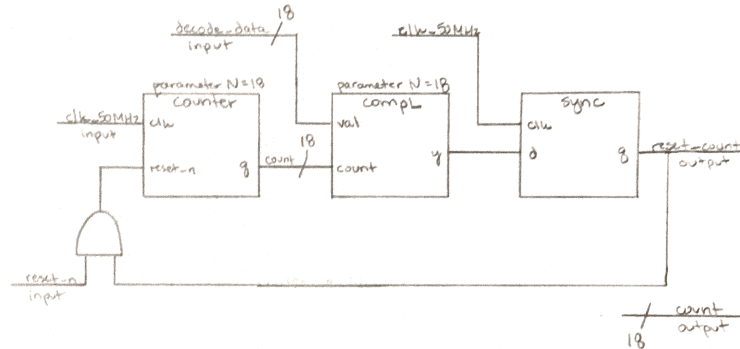 18
decode_data
input
clk_50MHz
parameter N=18
counter
clk_50MHz
input
clk
reset_n
q
count
18
parameter N=18
compL
val
count
y
sync
clk
d
q
reset_count
output
reset_n
input
count
output
18